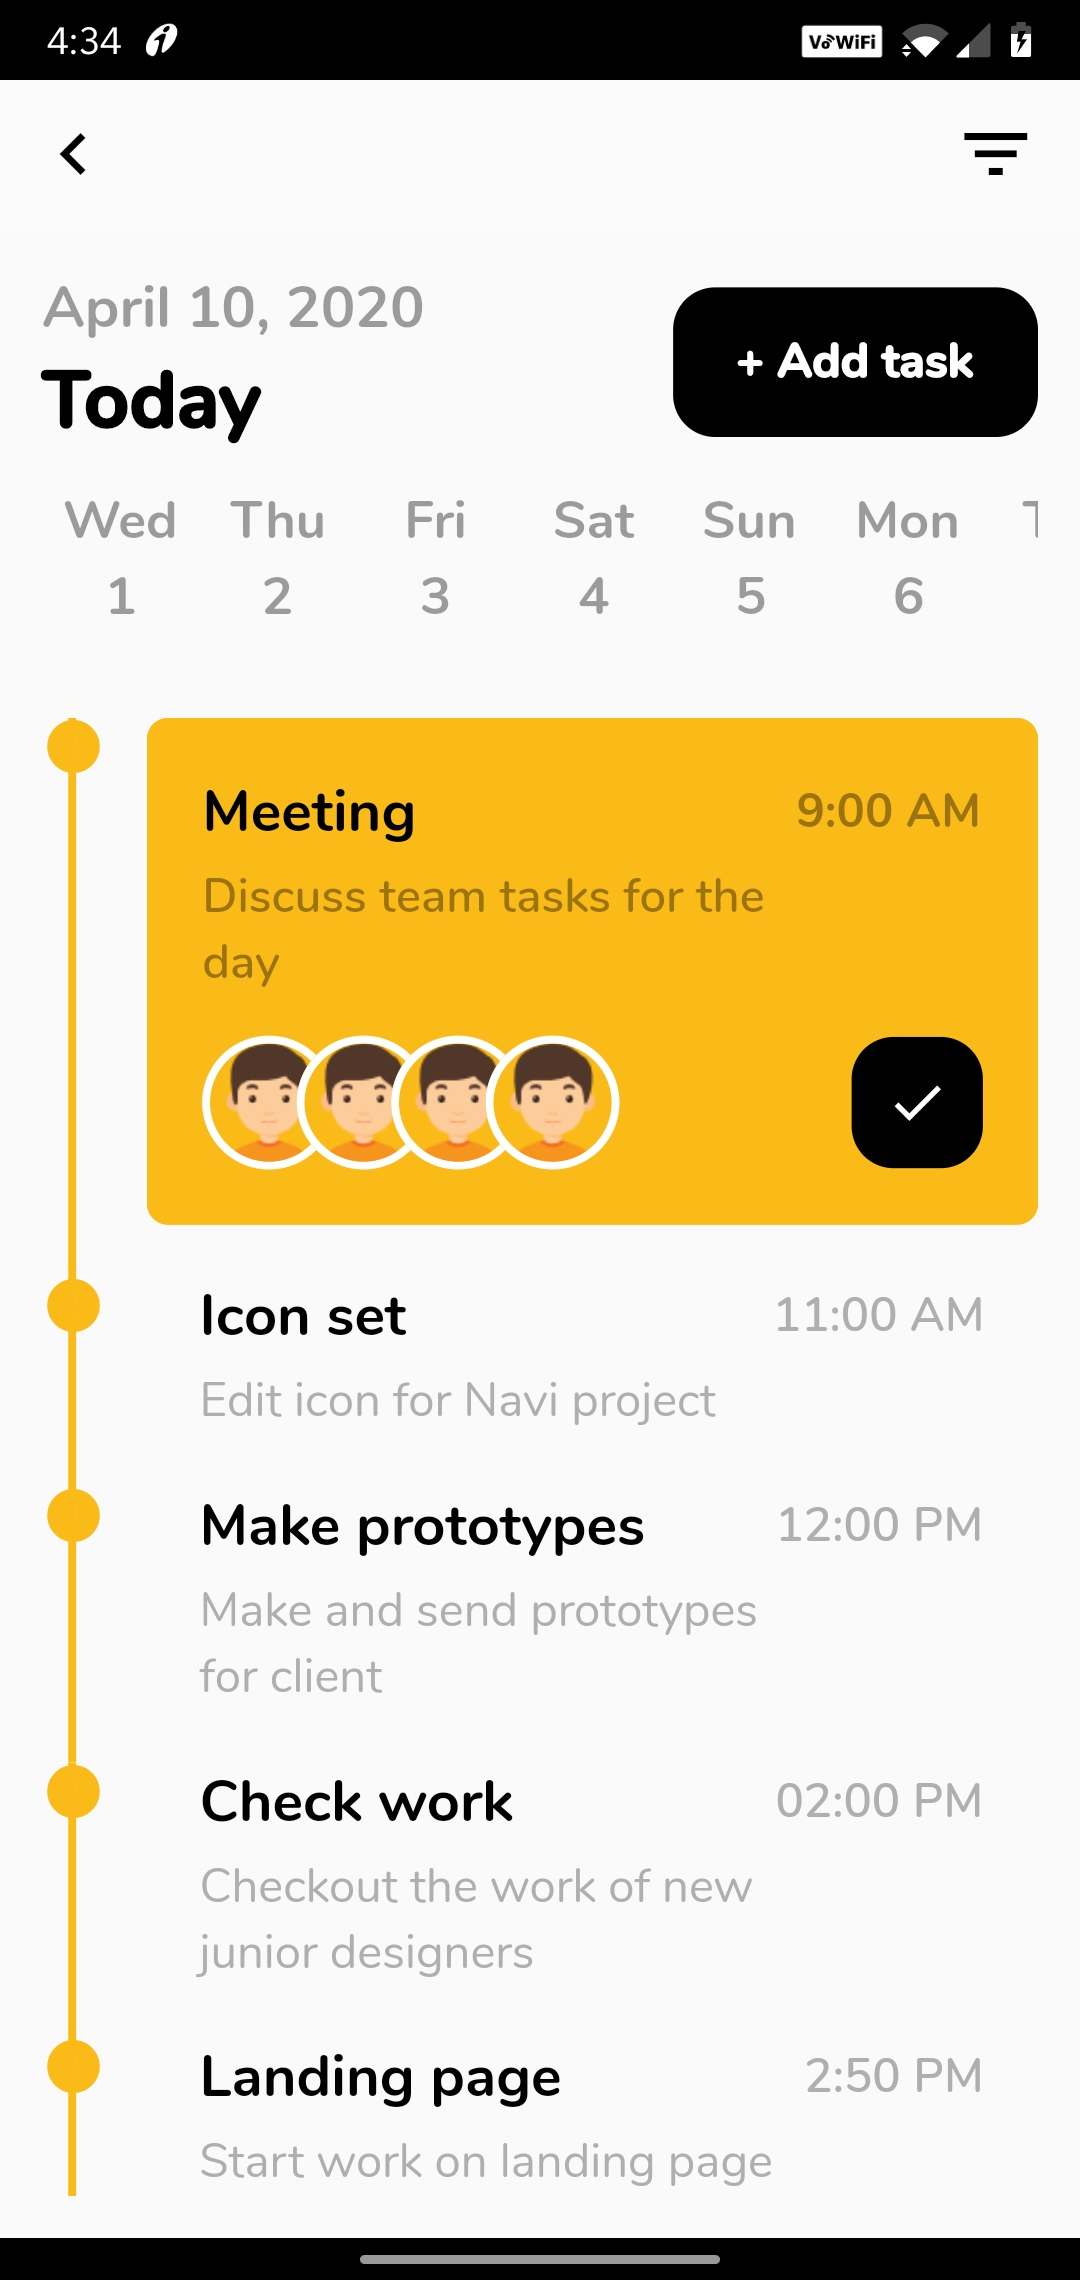 4:34
VoWiFi
April 10, 2020
Today
+ Add task
Wed Thu Fri Sat Sun Mon T
1 2 3 4 5 6
Meeting 9:00 AM
Discuss team tasks for the
day
Icon set 11:00 AM
Edit icon for Navi project
Make prototypes 12:00 PM
Make and send prototypes
for client
Check work 02:00 PM
Checkout the work of new
junior designers
Landing page 2:50 PM
Start work on landing page